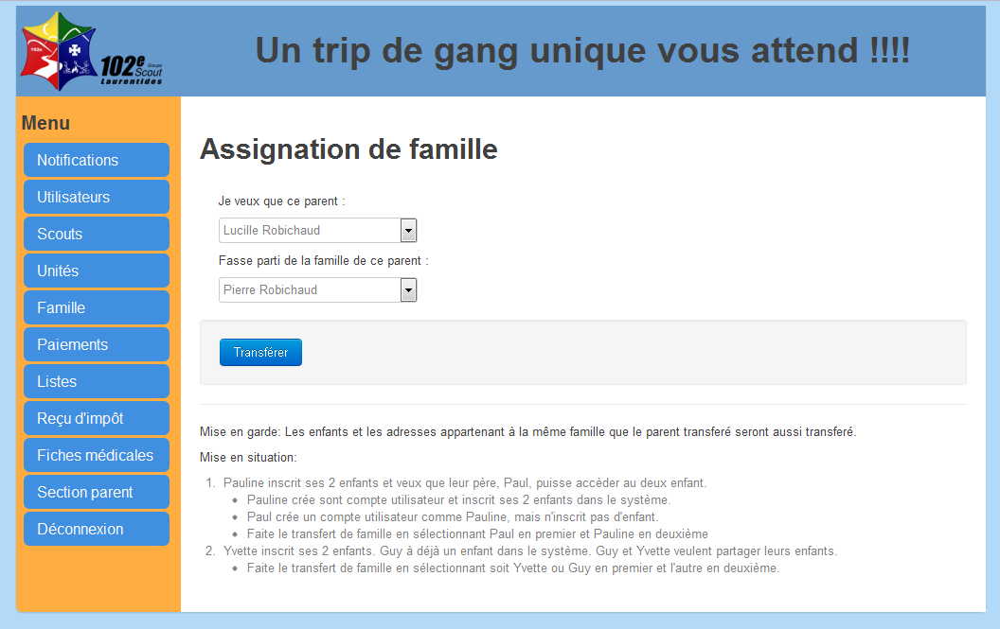 102e
102e Groupe
Scout
Laurentides
Un trip de gang unique vous attend !!!!
Menu
Notifications
Utilisateurs
Scouts
Unités
Famille
Paiements
Listes
Reçu d'impôt
Fiches médicales
Section parent
Déconnexion
Assignation de famille
Je veux que ce parent :
Lucille Robichaud
Fasse parti de la famille de ce parent :
Pierre Robichaud
Transférer
Mise en garde: Les enfants et les adresses appartenant à la même famille que le parent transferé seront aussi transferé.
Mise en situation:
1. Pauline inscrit ses 2 enfants et veux que leur père, Paul, puisse accèder au deux enfant.
• Pauline crée sont compte utilisateur et inscrit ses 2 enfants dans le système.
• Paul crée un compte utilisateur comme Pauline, mais n'inscrit pas d'enfant.
• Faite le transfert de famille en sélectionnant Paul en premier et Pauline en deuxième
2. Yvette inscrit ses 2 enfants. Guy à déjà un enfant dans le système. Guy et Yvette veulent partager leurs enfants.
• Faite le transfert de famille en sélectionnant soit Yvette ou Guy en premier et l'autre en deuxième.